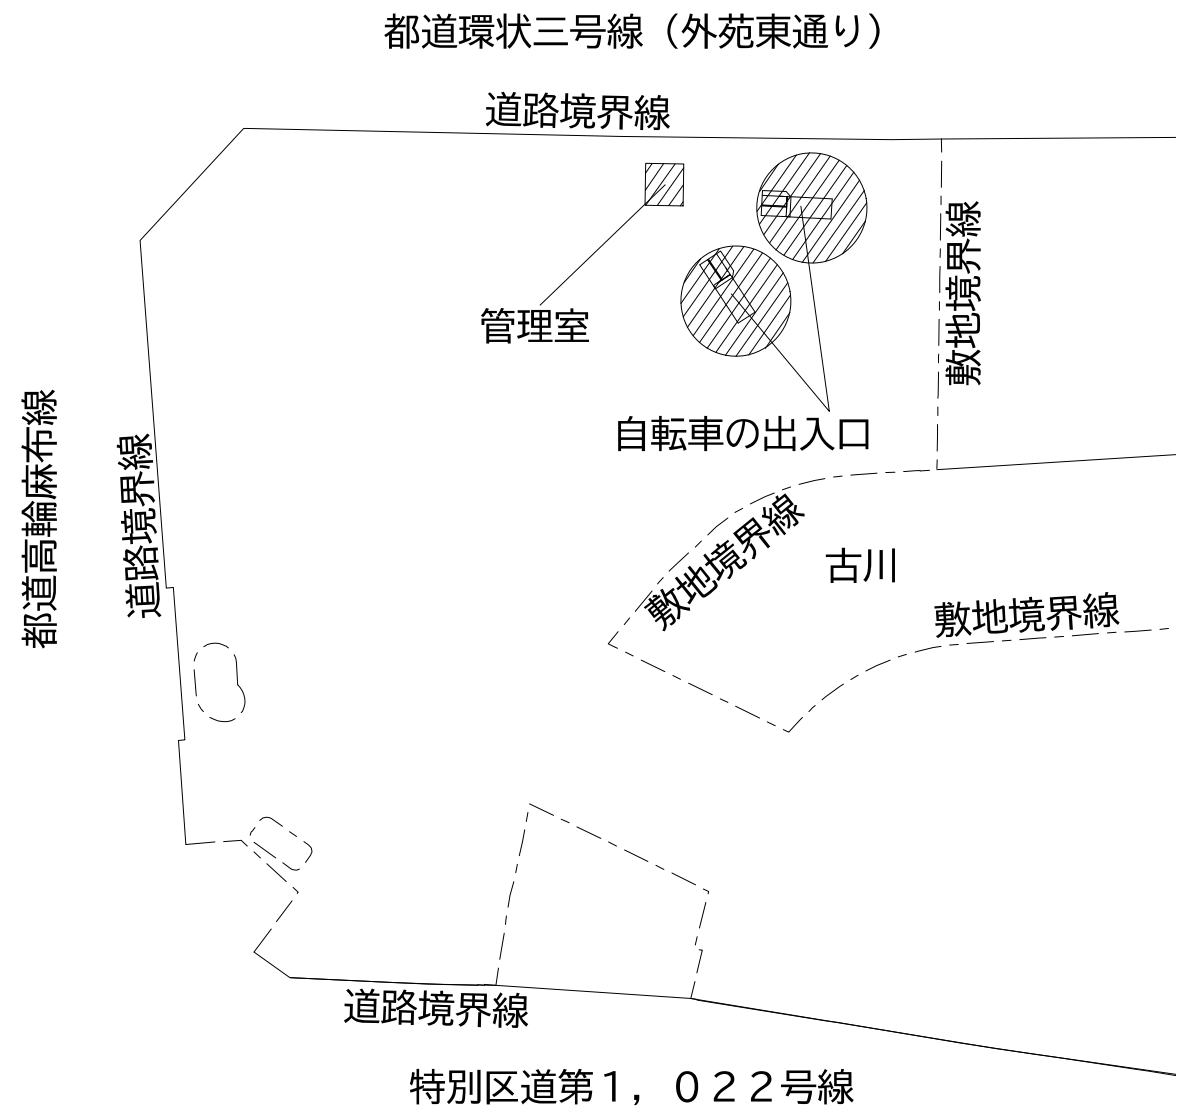 都道環状三号線（外苑東通り）
道路境界線
敷地境界線
管理室
自転車の出入口
都道高輪麻布線
道路境界線
敷地境界線
古川
敷地境界線
道路境界線
特別区道第１，０２２号線